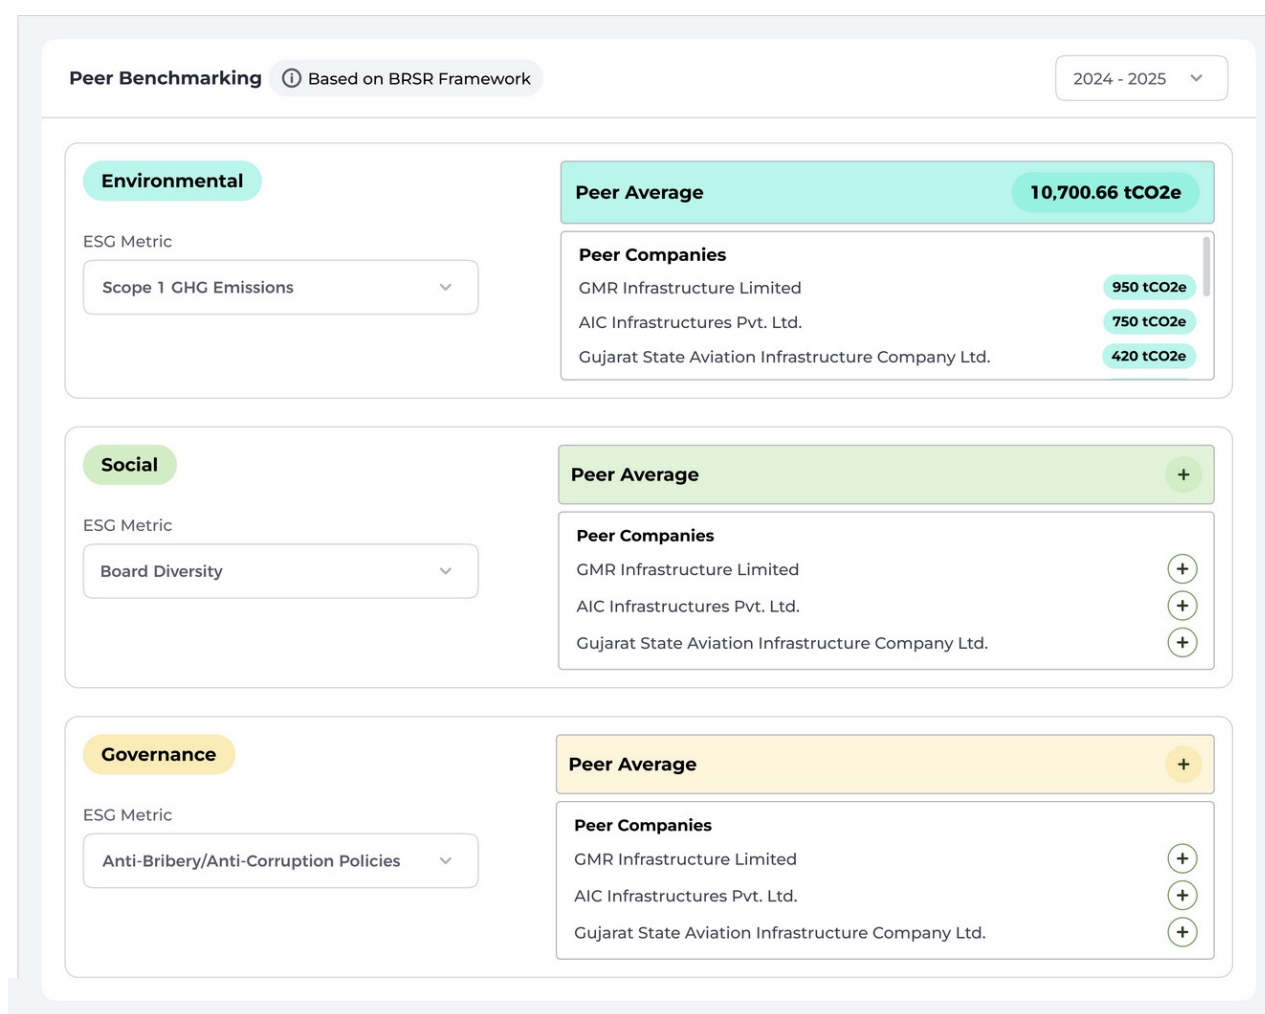 Peer Benchmarking Based on BRSR Framework 2024 - 2025
Environmental
ESG Metric
Scope 1 GHG Emissions
Peer Average 10,700.66 tCO2e
Peer Companies
GMR Infrastructure Limited 950 tCO2e
AIC Infrastructures Pvt. Ltd. 750 tCO2e
Gujarat State Aviation Infrastructure Company Ltd. 420 tCO2e
Social
ESG Metric
Board Diversity
Peer Average +
Peer Companies
GMR Infrastructure Limited +
AIC Infrastructures Pvt. Ltd. +
Gujarat State Aviation Infrastructure Company Ltd. +
Governance
ESG Metric
Anti-Bribery/Anti-Corruption Policies
Peer Average +
Peer Companies
GMR Infrastructure Limited +
AIC Infrastructures Pvt. Ltd. +
Gujarat State Aviation Infrastructure Company Ltd. +